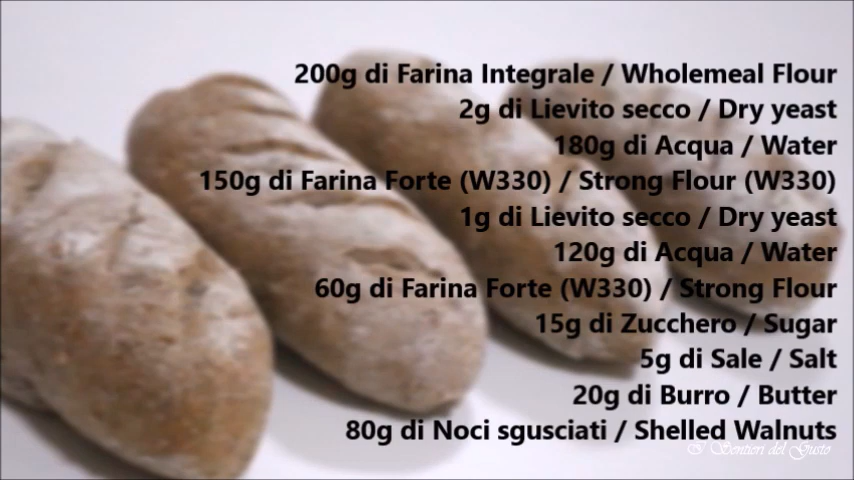 200g di Farina Integrale / Wholemeal Flour
2g di Lievito secco / Dry yeast
180g di Acqua / Water
150g di Farina Forte (W330) / Strong Flour (W330)
1g di Lievito secco / Dry yeast
120g di Acqua / Water
60g di Farina Forte (W330) / Strong Flour
15g di Zucchero / Sugar
5g di Sale / Salt
20g di Burro / Butter
80g di Noci sgusciati / Shelled Walnuts
I Sentieri del Gusto